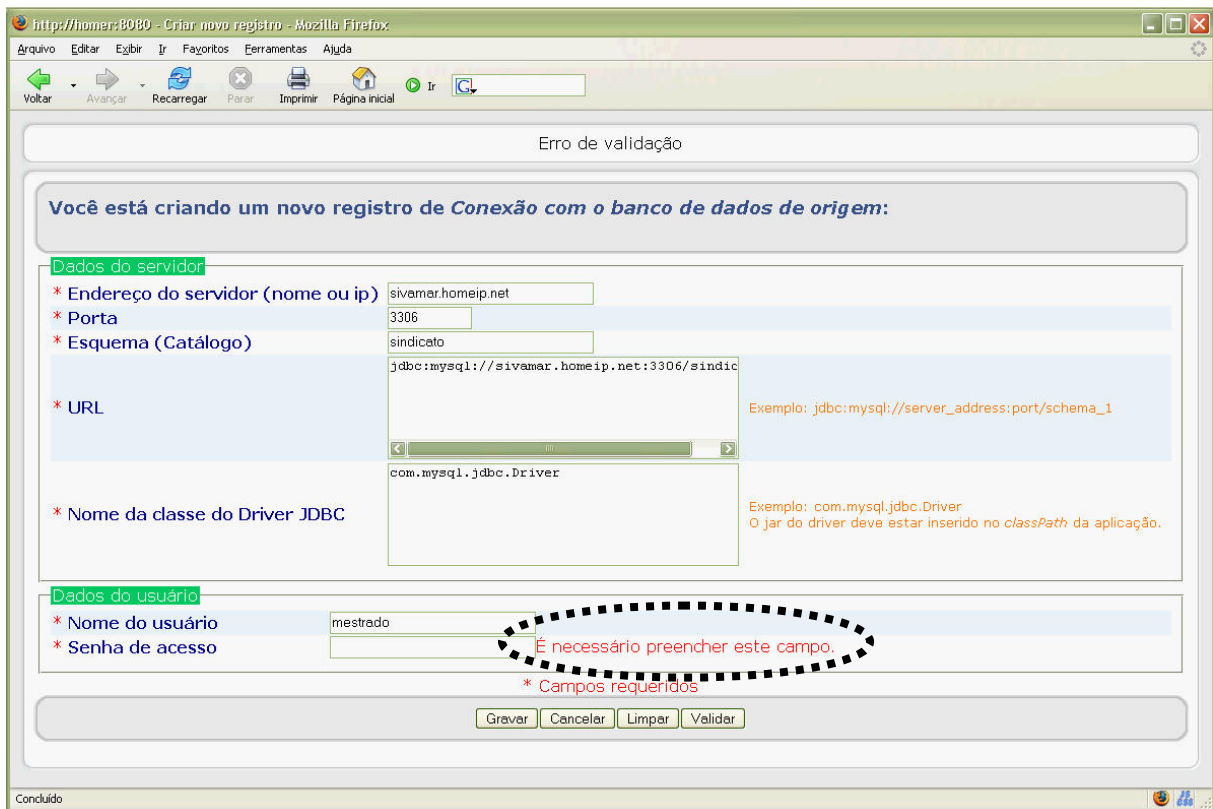 http://homer:8080 - Criar novo registro - Mozilla Firefox
Arquivo Editar Exibir Ir Favoritos Ferramentas Ajuda
Voltar Avançar Recarregar Parar Imprimir Página inicial Ir G
Erro de validação
Você está criando um novo registro de Conexão com o banco de dados de origem:
Dados do servidor
* Endereço do servidor (nome ou ip) sivamar.homeip.net
* Porta 3306
* Esquema (Catálogo) sindicato
jdbc:mysql://sivamar.homeip.net:3306/sindic
* URL Exemplo: jdbc:mysql://server_address:port/schema_1
com.mysql.jdbc.Driver
* Nome da classe do Driver JDBC Exemplo: com.mysql.jdbc.Driver
O jar do driver deve estar inserido no classPath da aplicação.
Dados do usuário
* Nome do usuário mestrado
* Senha de acesso É necessário preencher este campo.
* Campos requeridos
Gravar Cancelar Limpar Validar
Concluído